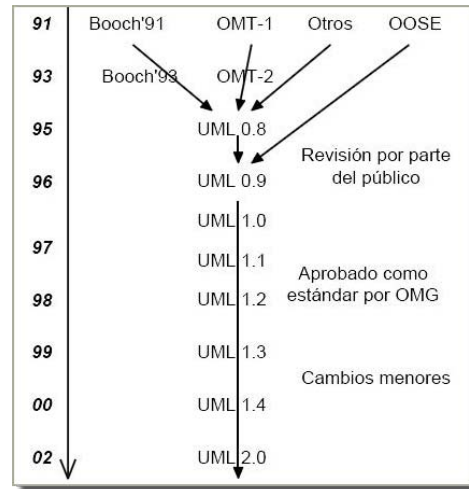 91 Booch'91 OMT-1 Otros OOSE
93 Booch'93 OMT-2
95 UML 0.8
Revisión por parte
96 UML 0.9 del público
UML 1.0
97 UML 1.1
Aprobado como
98 UML 1.2 estándar por OMG
99 UML 1.3
Cambios menores
00 UML 1.4
02 UML 2.0